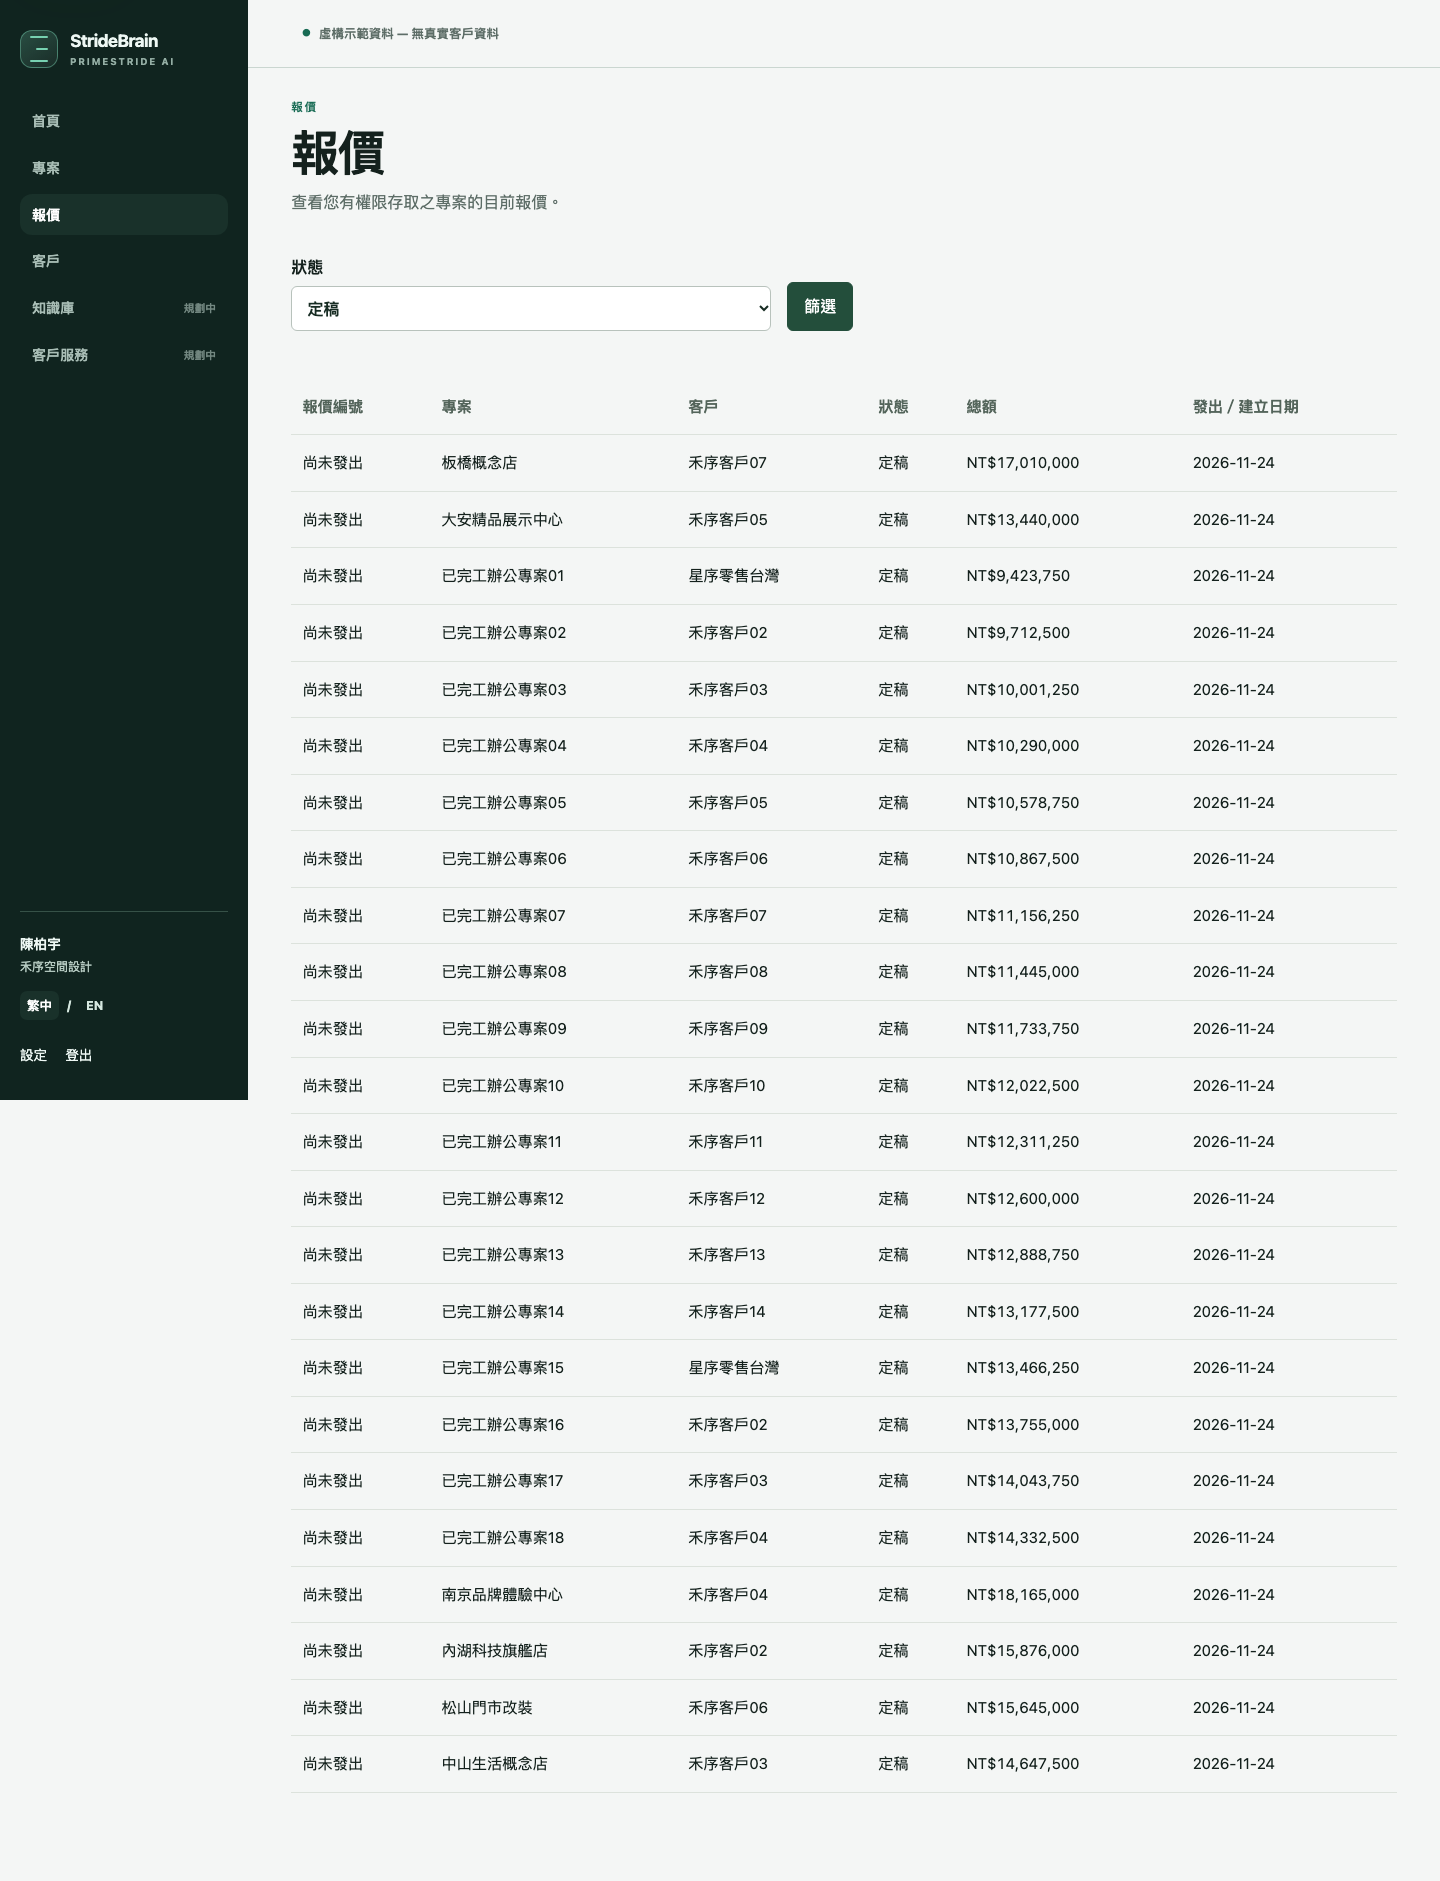 StrideBrain
PRIMESTRIDE AI
首頁
專案
報價
客戶
知識庫 規劃中
客戶服務 規劃中
陳柏宇
禾序空間設計
繁中 / EN
設定 登出
虛構示範資料 — 無真實客戶資料
報價
報價
查看您有權限存取之專案的目前報價。
狀態
定稿 篩選
報價編號 專案 客戶 狀態 總額 發出 / 建立日期
尚未發出 板橋概念店 禾序客戶07 定稿 NT$17,010,000 2026-11-24
尚未發出 大安精品展示中心 禾序客戶05 定稿 NT$13,440,000 2026-11-24
尚未發出 已完工辦公專案01 星序零售台灣 定稿 NT$9,423,750 2026-11-24
尚未發出 已完工辦公專案02 禾序客戶02 定稿 NT$9,712,500 2026-11-24
尚未發出 已完工辦公專案03 禾序客戶03 定稿 NT$10,001,250 2026-11-24
尚未發出 已完工辦公專案04 禾序客戶04 定稿 NT$10,290,000 2026-11-24
尚未發出 已完工辦公專案05 禾序客戶05 定稿 NT$10,578,750 2026-11-24
尚未發出 已完工辦公專案06 禾序客戶06 定稿 NT$10,867,500 2026-11-24
尚未發出 已完工辦公專案07 禾序客戶07 定稿 NT$11,156,250 2026-11-24
尚未發出 已完工辦公專案08 禾序客戶08 定稿 NT$11,445,000 2026-11-24
尚未發出 已完工辦公專案09 禾序客戶09 定稿 NT$11,733,750 2026-11-24
尚未發出 已完工辦公專案10 禾序客戶10 定稿 NT$12,022,500 2026-11-24
尚未發出 已完工辦公專案11 禾序客戶11 定稿 NT$12,311,250 2026-11-24
尚未發出 已完工辦公專案12 禾序客戶12 定稿 NT$12,600,000 2026-11-24
尚未發出 已完工辦公專案13 禾序客戶13 定稿 NT$12,888,750 2026-11-24
尚未發出 已完工辦公專案14 禾序客戶14 定稿 NT$13,177,500 2026-11-24
尚未發出 已完工辦公專案15 星序零售台灣 定稿 NT$13,466,250 2026-11-24
尚未發出 已完工辦公專案16 禾序客戶02 定稿 NT$13,755,000 2026-11-24
尚未發出 已完工辦公專案17 禾序客戶03 定稿 NT$14,043,750 2026-11-24
尚未發出 已完工辦公專案18 禾序客戶04 定稿 NT$14,332,500 2026-11-24
尚未發出 南京品牌體驗中心 禾序客戶04 定稿 NT$18,165,000 2026-11-24
尚未發出 內湖科技旗艦店 禾序客戶02 定稿 NT$15,876,000 2026-11-24
尚未發出 松山門市改裝 禾序客戶06 定稿 NT$15,645,000 2026-11-24
尚未發出 中山生活概念店 禾序客戶03 定稿 NT$14,647,500 2026-11-24